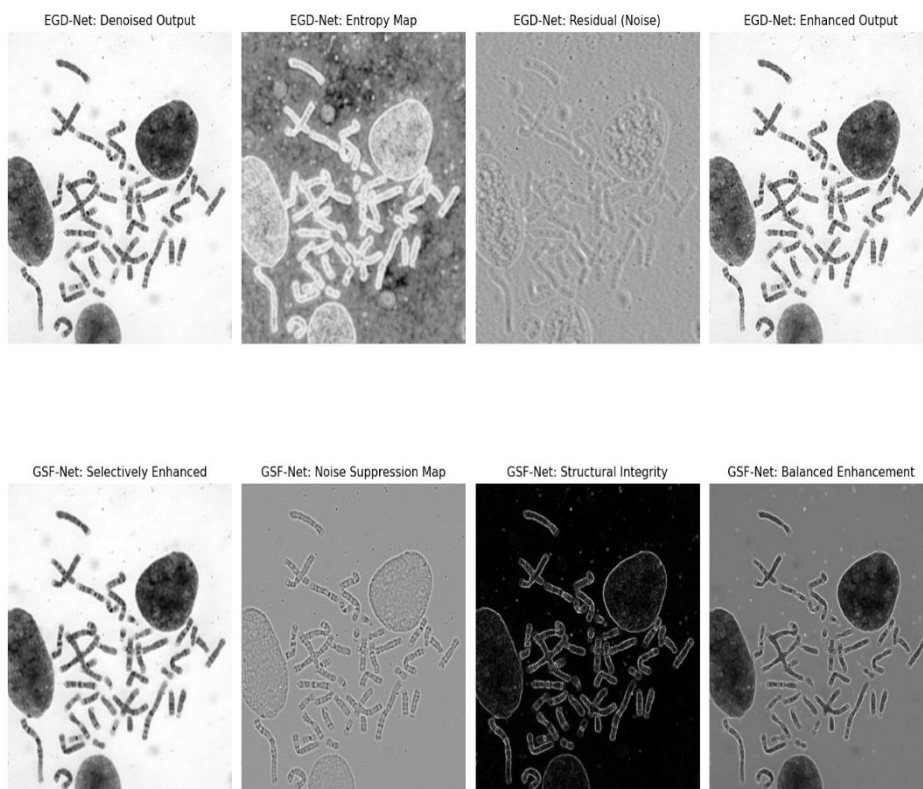 EGD-Net: Denoised Output
EGD-Net: Entropy Map
EGD-Net: Residual (Noise)
EGD-Net: Enhanced Output
GSF-Net: Selectively Enhanced
GSF-Net: Noise Suppression Map
GSF-Net: Structural Integrity
GSF-Net: Balanced Enhancement